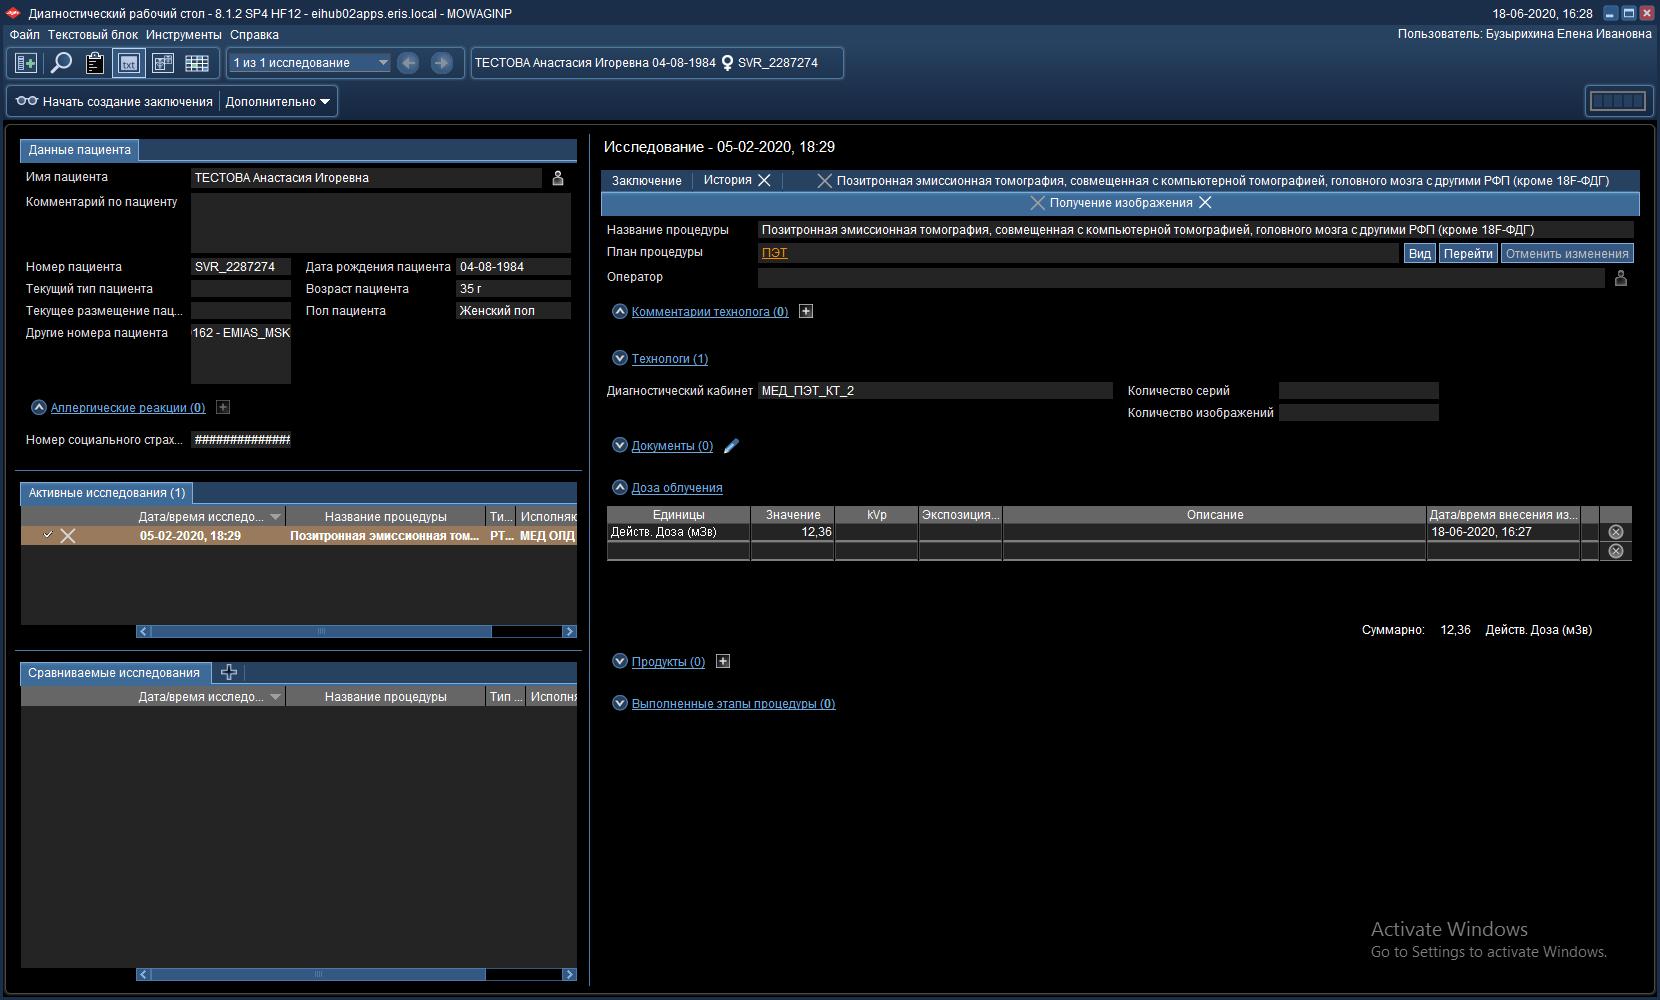 Диагностический рабочий стол - 8.1.2 SP4 HF12 - eihub02apps.eris.local - MOWAGINP
18-06-2020, 16:28
Файл Текстовый блок Инструменты Справка
Пользователь: Бузырихина Елена Ивановна
txt
1 из 1 исследование
ТЕСТОВА Анастасия Игоревна 04-08-1984 ♀ SVR_2287274
Начать создание заключения
Дополнительно
Данные пациента
Имя пациента
ТЕСТОВА Анастасия Игоревна
Комментарий по пациенту
Номер пациента
SVR_2287274
Дата рождения пациента
04-08-1984
Текущий тип пациента
Возраст пациента
35 г
Текущее размещение пац...
Пол пациента
Женский пол
Другие номера пациента
162 - EMIAS_MSK
Аллергические реакции (0)
Номер социального страх...
##############
Активные исследования (1)
Дата/время исследо... Название процедуры Ти... Исполняю
05-02-2020, 18:29 Позитронная эмиссионная том... PT... МЕД ОЛД
Сравниваемые исследования
Дата/время исследо... Название процедуры Тип ... Исполня
Исследование - 05-02-2020, 18:29
Заключение
История
Позитронная эмиссионная томография, совмещенная с компьютерной томографией, головного мозга с другими РФП (кроме 18F-ФДГ)
Получение изображения
Название процедуры
Позитронная эмиссионная томография, совмещенная с компьютерной томографией, головного мозга с другими РФП (кроме 18F-ФДГ)
План процедуры
ПЭТ
Вид
Перейти
Отменить изменения
Оператор
Комментарии технолога (0)
Технологи (1)
Диагностический кабинет
МЕД_ПЭТ_КТ_2
Количество серий
Количество изображений
Документы (0)
Доза облучения
Единицы Значение kVp Экспозиция... Описание Дата/время внесения из...
Действ. Доза (мЗв) 12,36 18-06-2020, 16:27
Суммарно: 12,36 Действ. Доза (мЗв)
Продукты (0)
Выполненные этапы процедуры (0)
Activate Windows
Go to Settings to activate Windows.